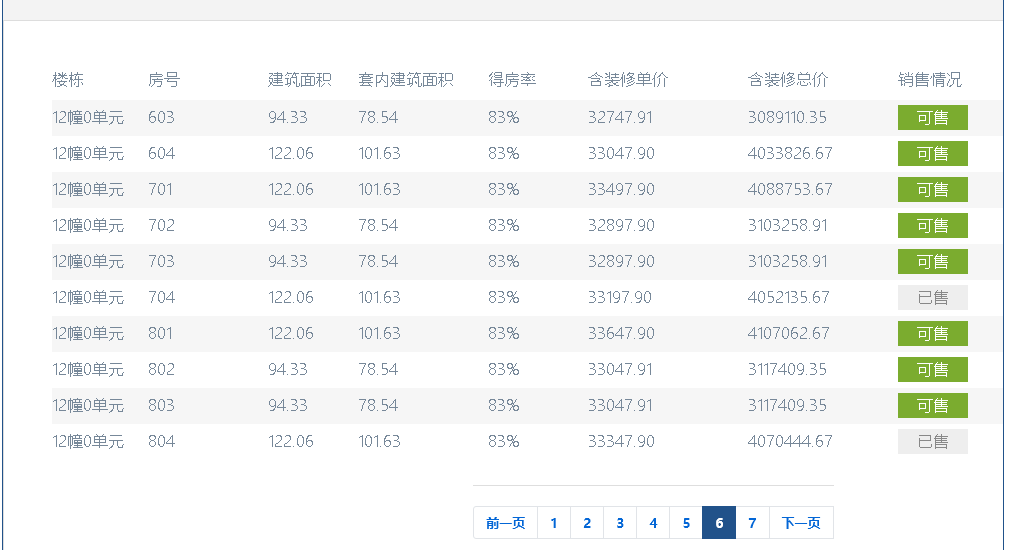 楼栋 房号 建筑面积 套内建筑面积 得房率 含装修单价 含装修总价 销售情况
12幢0单元 603 94.33 78.54 83% 32747.91 3089110.35 可售
12幢0单元 604 122.06 101.63 83% 33047.90 4033826.67 可售
12幢0单元 701 122.06 101.63 83% 33497.90 4088753.67 可售
12幢0单元 702 94.33 78.54 83% 32897.90 3103258.91 可售
12幢0单元 703 94.33 78.54 83% 32897.90 3103258.91 可售
12幢0单元 704 122.06 101.63 83% 33197.90 4052135.67 已售
12幢0单元 801 122.06 101.63 83% 33647.90 4107062.67 可售
12幢0单元 802 94.33 78.54 83% 33047.91 3117409.35 可售
12幢0单元 803 94.33 78.54 83% 33047.91 3117409.35 可售
12幢0单元 804 122.06 101.63 83% 33347.90 4070444.67 已售
前一页 1 2 3 4 5 6 7 下一页